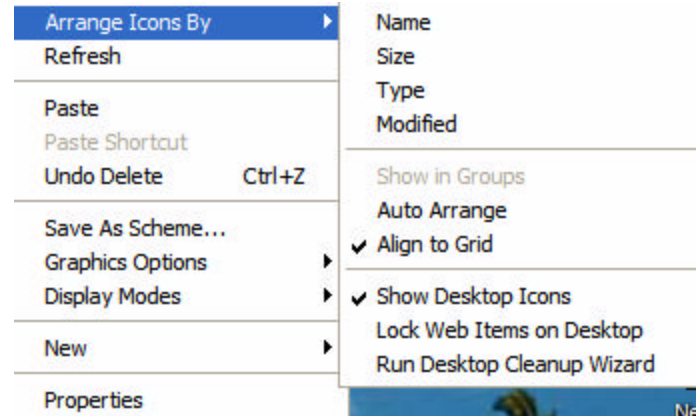 Arrange Icons By
Refresh
Paste
Paste Shortcut
Undo Delete Ctrl+Z
Save As Scheme...
Graphics Options
Display Modes
New
Properties
Name
Size
Type
Modified
Show in Groups
Auto Arrange
Align to Grid
Show Desktop Icons
Lock Web Items on Desktop
Run Desktop Cleanup Wizard